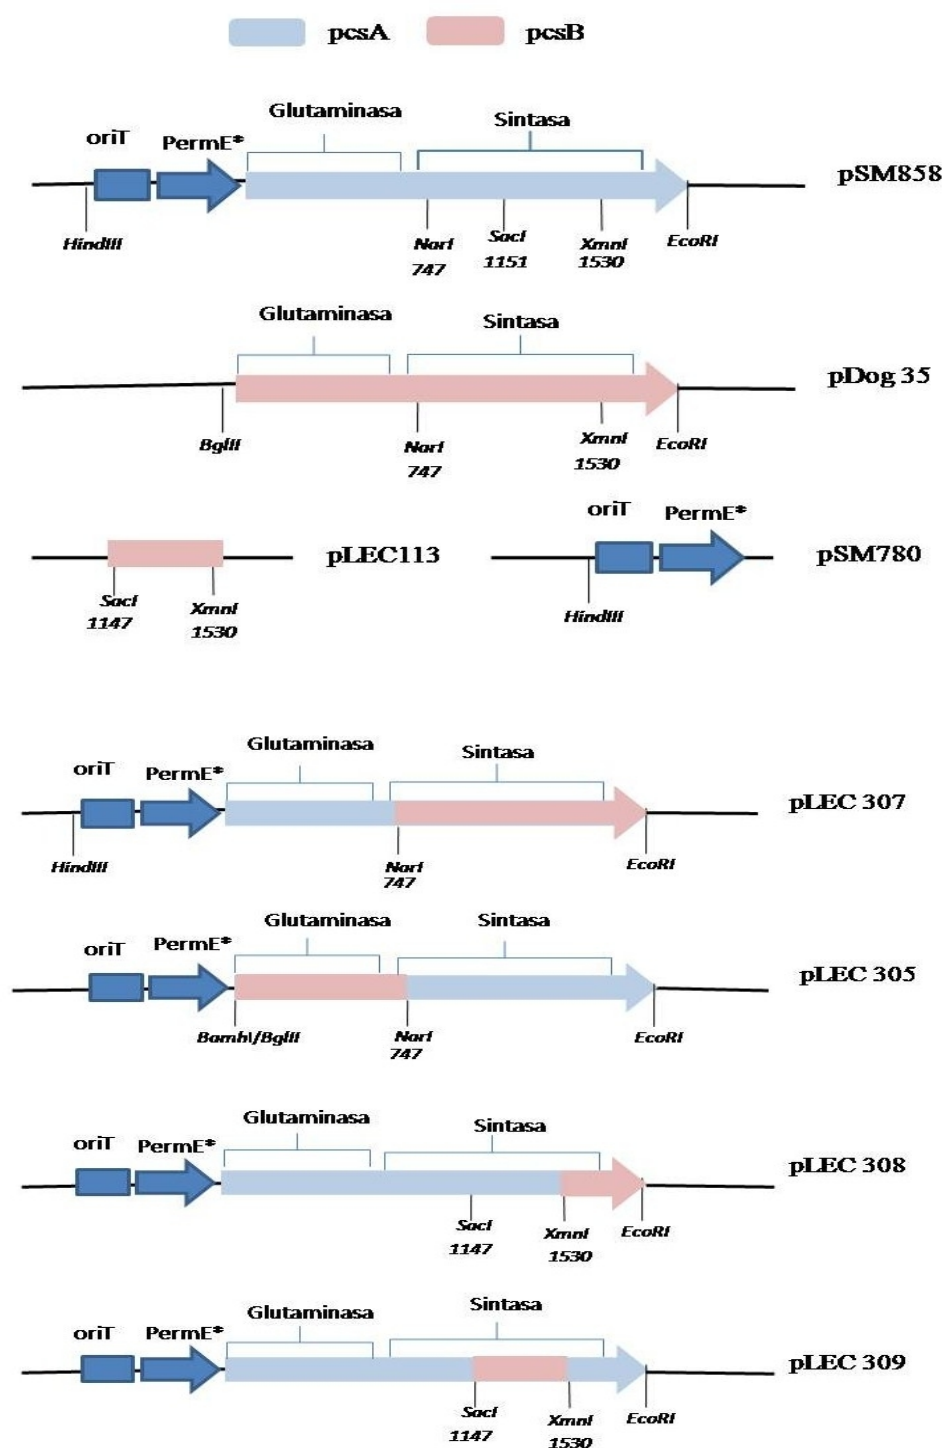 pcsA pcsB
Glutaminasa Sintasa
oriT PermE* pSM858
HindIII NarI SacI XmnI EcoRI
747 1151 1530
Glutaminasa Sintasa
pDog 35
BglII NarI XmnI EcoRI
747 1530
oriT PermE*
pLEC113 pSM780
SacI XmnI HindIII
1147 1530
Glutaminasa Sintasa
oriT PermE* pLEC 307
HindIII NarI EcoRI
747
Glutaminasa Sintasa
oriT PermE* pLEC 305
BamhI/BglII NarI EcoRI
747
Glutaminasa Sintasa
oriT PermE* pLEC 308
SacI XmnI EcoRI
1147 1530
Glutaminasa Sintasa
oriT PermE* pLEC 309
SacI XmnI EcoRI
1147 1530